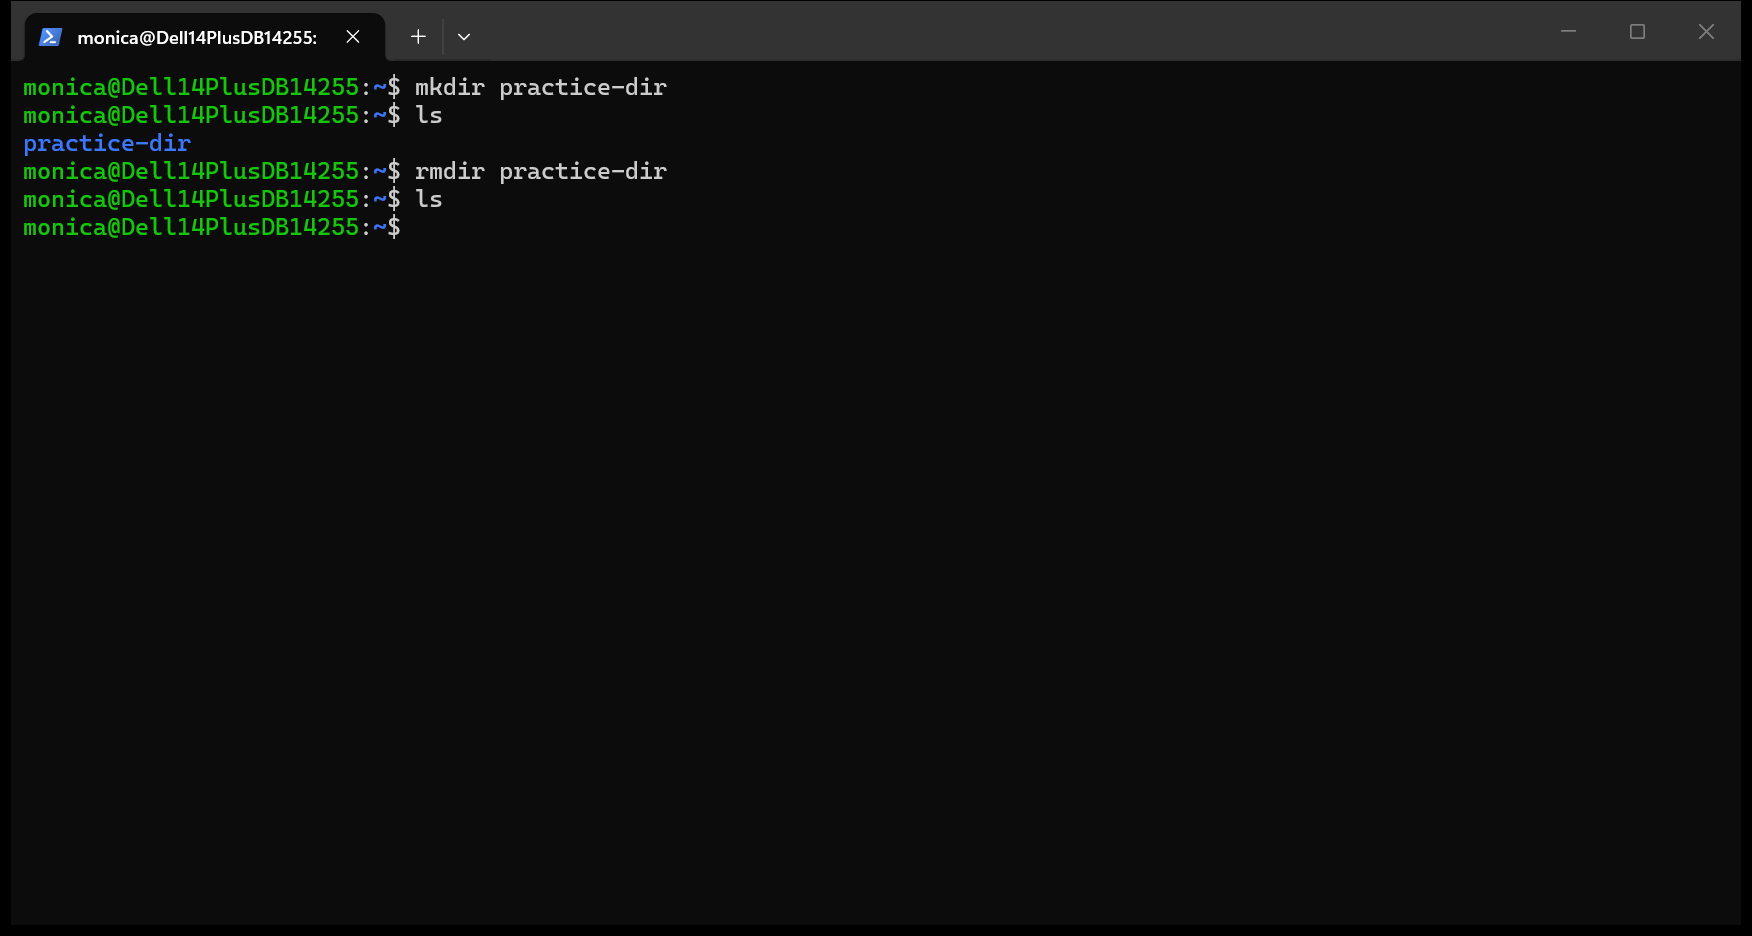 monica@Dell14PlusDB14255:
monica@Dell14PlusDB14255:~$ mkdir practice-dir
monica@Dell14PlusDB14255:~$ ls
practice-dir
monica@Dell14PlusDB14255:~$ rmdir practice-dir
monica@Dell14PlusDB14255:~$ ls
monica@Dell14PlusDB14255:~$